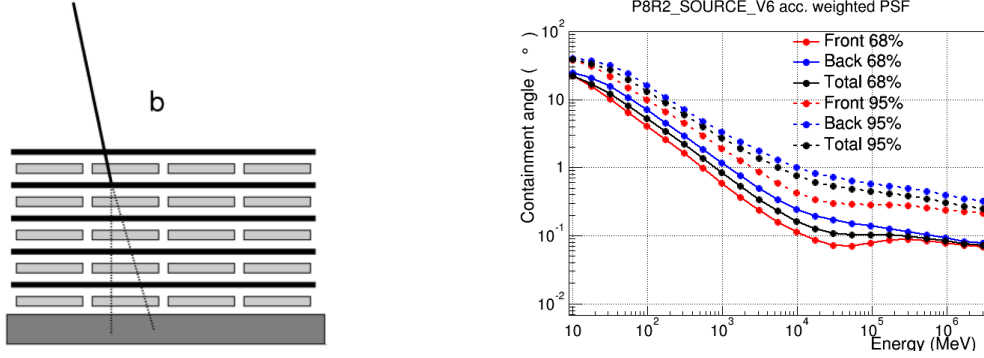 b
P8R2_SOURCE_V6 acc. weighted PSF
Containment angle ( ° )
10²
10
1
10⁻¹
10⁻²
Front 68%
Back 68%
Total 68%
Front 95%
Back 95%
Total 95%
10 10² 10³ 10⁴ 10⁵ 10⁶
Energy (MeV)